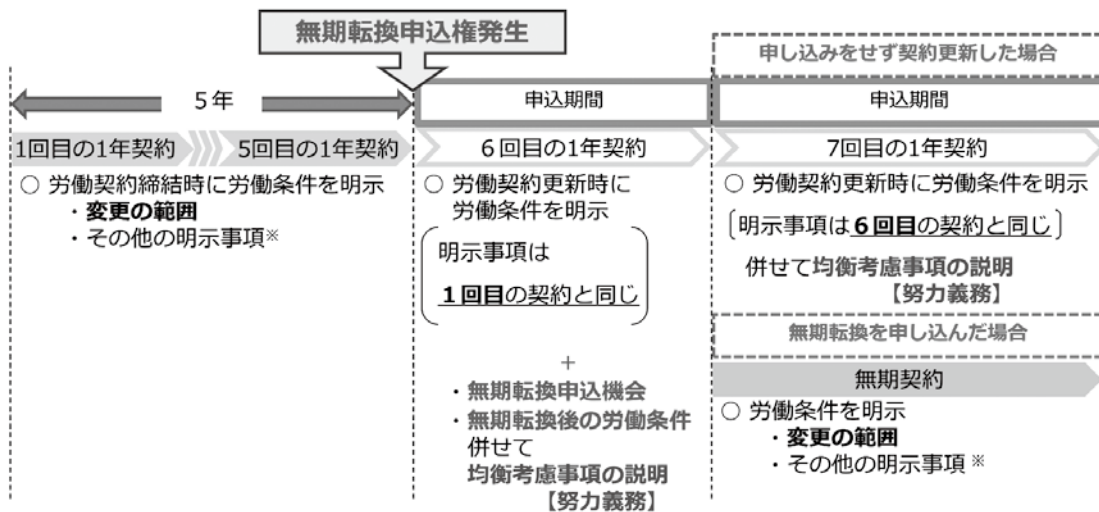 無期転換申込権発生
申し込みをせず契約更新した場合
5年
申込期間
申込期間
1回目の1年契約
5回目の1年契約
6回目の1年契約
7回目の1年契約
○ 労働契約締結時に労働条件を明示
・変更の範囲
・その他の明示事項※
○ 労働契約更新時に
労働条件を明示
明示事項は
1回目の契約と同じ
+
・無期転換申込機会
・無期転換後の労働条件
併せて
均衡考慮事項の説明
【努力義務】
○ 労働契約更新時に労働条件を明示
〔明示事項は6回目の契約と同じ〕
併せて均衡考慮事項の説明
【努力義務】
無期転換を申し込んだ場合
無期契約
○ 労働条件を明示
・変更の範囲
・その他の明示事項※